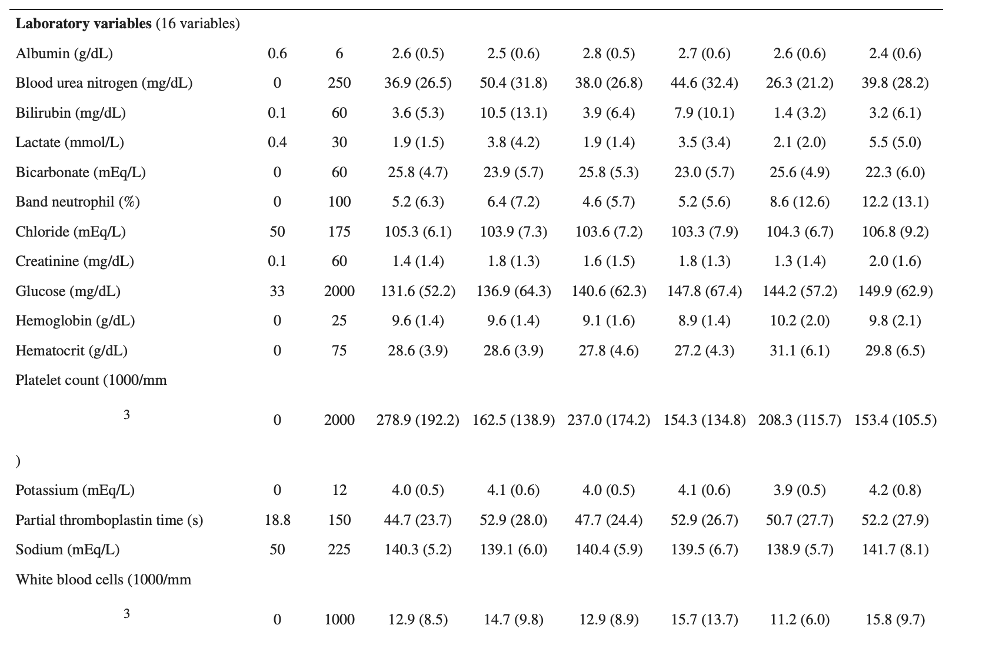 Laboratory variables (16 variables)
Albumin (g/dL) 0.6 6 2.6 (0.5) 2.5 (0.6) 2.8 (0.5) 2.7 (0.6) 2.6 (0.6) 2.4 (0.6)
Blood urea nitrogen (mg/dL) 0 250 36.9 (26.5) 50.4 (31.8) 38.0 (26.8) 44.6 (32.4) 26.3 (21.2) 39.8 (28.2)
Bilirubin (mg/dL) 0.1 60 3.6 (5.3) 10.5 (13.1) 3.9 (6.4) 7.9 (10.1) 1.4 (3.2) 3.2 (6.1)
Lactate (mmol/L) 0.4 30 1.9 (1.5) 3.8 (4.2) 1.9 (1.4) 3.5 (3.4) 2.1 (2.0) 5.5 (5.0)
Bicarbonate (mEq/L) 0 60 25.8 (4.7) 23.9 (5.7) 25.8 (5.3) 23.0 (5.7) 25.6 (4.9) 22.3 (6.0)
Band neutrophil (%) 0 100 5.2 (6.3) 6.4 (7.2) 4.6 (5.7) 5.2 (5.6) 8.6 (12.6) 12.2 (13.1)
Chloride (mEq/L) 50 175 105.3 (6.1) 103.9 (7.3) 103.6 (7.2) 103.3 (7.9) 104.3 (6.7) 106.8 (9.2)
Creatinine (mg/dL) 0.1 60 1.4 (1.4) 1.8 (1.3) 1.6 (1.5) 1.8 (1.3) 1.3 (1.4) 2.0 (1.6)
Glucose (mg/dL) 33 2000 131.6 (52.2) 136.9 (64.3) 140.6 (62.3) 147.8 (67.4) 144.2 (57.2) 149.9 (62.9)
Hemoglobin (g/dL) 0 25 9.6 (1.4) 9.6 (1.4) 9.1 (1.6) 8.9 (1.4) 10.2 (2.0) 9.8 (2.1)
Hematocrit (g/dL) 0 75 28.6 (3.9) 28.6 (3.9) 27.8 (4.6) 27.2 (4.3) 31.1 (6.1) 29.8 (6.5)
Platelet count (1000/mm
3 0 2000 278.9 (192.2) 162.5 (138.9) 237.0 (174.2) 154.3 (134.8) 208.3 (115.7) 153.4 (105.5)
)
Potassium (mEq/L) 0 12 4.0 (0.5) 4.1 (0.6) 4.0 (0.5) 4.1 (0.6) 3.9 (0.5) 4.2 (0.8)
Partial thromboplastin time (s) 18.8 150 44.7 (23.7) 52.9 (28.0) 47.7 (24.4) 52.9 (26.7) 50.7 (27.7) 52.2 (27.9)
Sodium (mEq/L) 50 225 140.3 (5.2) 139.1 (6.0) 140.4 (5.9) 139.5 (6.7) 138.9 (5.7) 141.7 (8.1)
White blood cells (1000/mm
3 0 1000 12.9 (8.5) 14.7 (9.8) 12.9 (8.9) 15.7 (13.7) 11.2 (6.0) 15.8 (9.7)